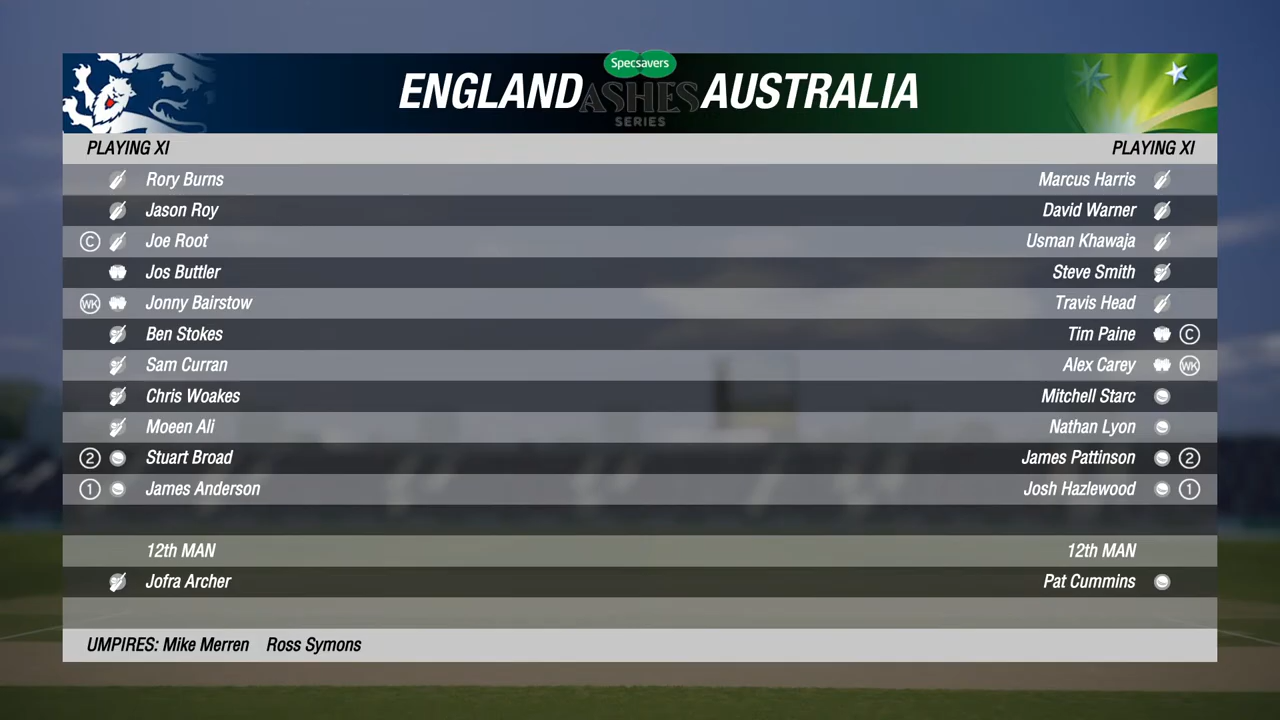 Specsavers
ENGLAND ASHES AUSTRALIA
SERIES
PLAYING XI PLAYING XI
Rory Burns Marcus Harris
Jason Roy David Warner
C Joe Root Usman Khawaja
Jos Buttler Steve Smith
WK Jonny Bairstow Travis Head
Ben Stokes Tim Paine C
Sam Curran Alex Carey WK
Chris Woakes Mitchell Starc
Moeen Ali Nathan Lyon
2 Stuart Broad James Pattinson 2
1 James Anderson Josh Hazlewood 1
12th MAN 12th MAN
Jofra Archer Pat Cummins
UMPIRES: Mike Merren Ross Symons